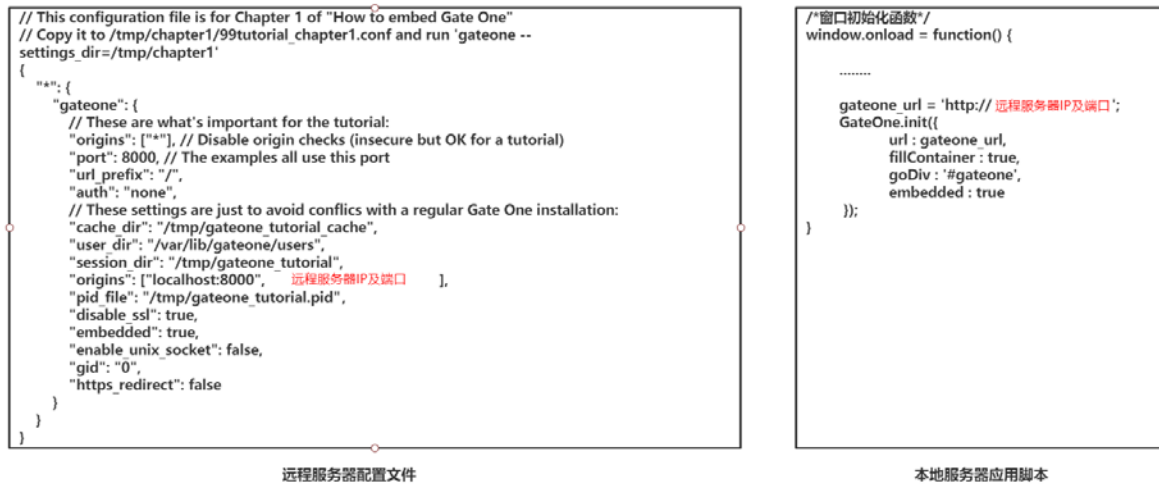 // This configuration file is for Chapter 1 of "How to embed Gate One"
// Copy it to /tmp/chapter1/99tutorial_chapter1.conf and run 'gateone --
settings_dir=/tmp/chapter1'
{
"*": {
"gateone": {
// These are what's important for the tutorial:
"origins": ["*"], // Disable origin checks (insecure but OK for a tutorial)
"port": 8000, // The examples all use this port
"url_prefix": "/",
"auth": "none",
// These settings are just to avoid conflics with a regular Gate One installation:
"cache_dir": "/tmp/gateone_tutorial_cache",
"user_dir": "/var/lib/gateone/users",
"session_dir": "/tmp/gateone_tutorial",
"origins": ["localhost:8000", 远程服务器IP及端口 ],
"pid_file": "/tmp/gateone_tutorial.pid",
"disable_ssl": true,
"embedded": true,
"enable_unix_socket": false,
"gid": "0",
"https_redirect": false
}
}
}
远程服务器配置文件
/*窗口初始化函数*/
window.onload = function() {
........
gateone_url = 'http:// 远程服务器IP及端口';
GateOne.init({
url : gateone_url,
fillContainer : true,
goDiv : '#gateone',
embedded : true
});
}
本地服务器应用脚本